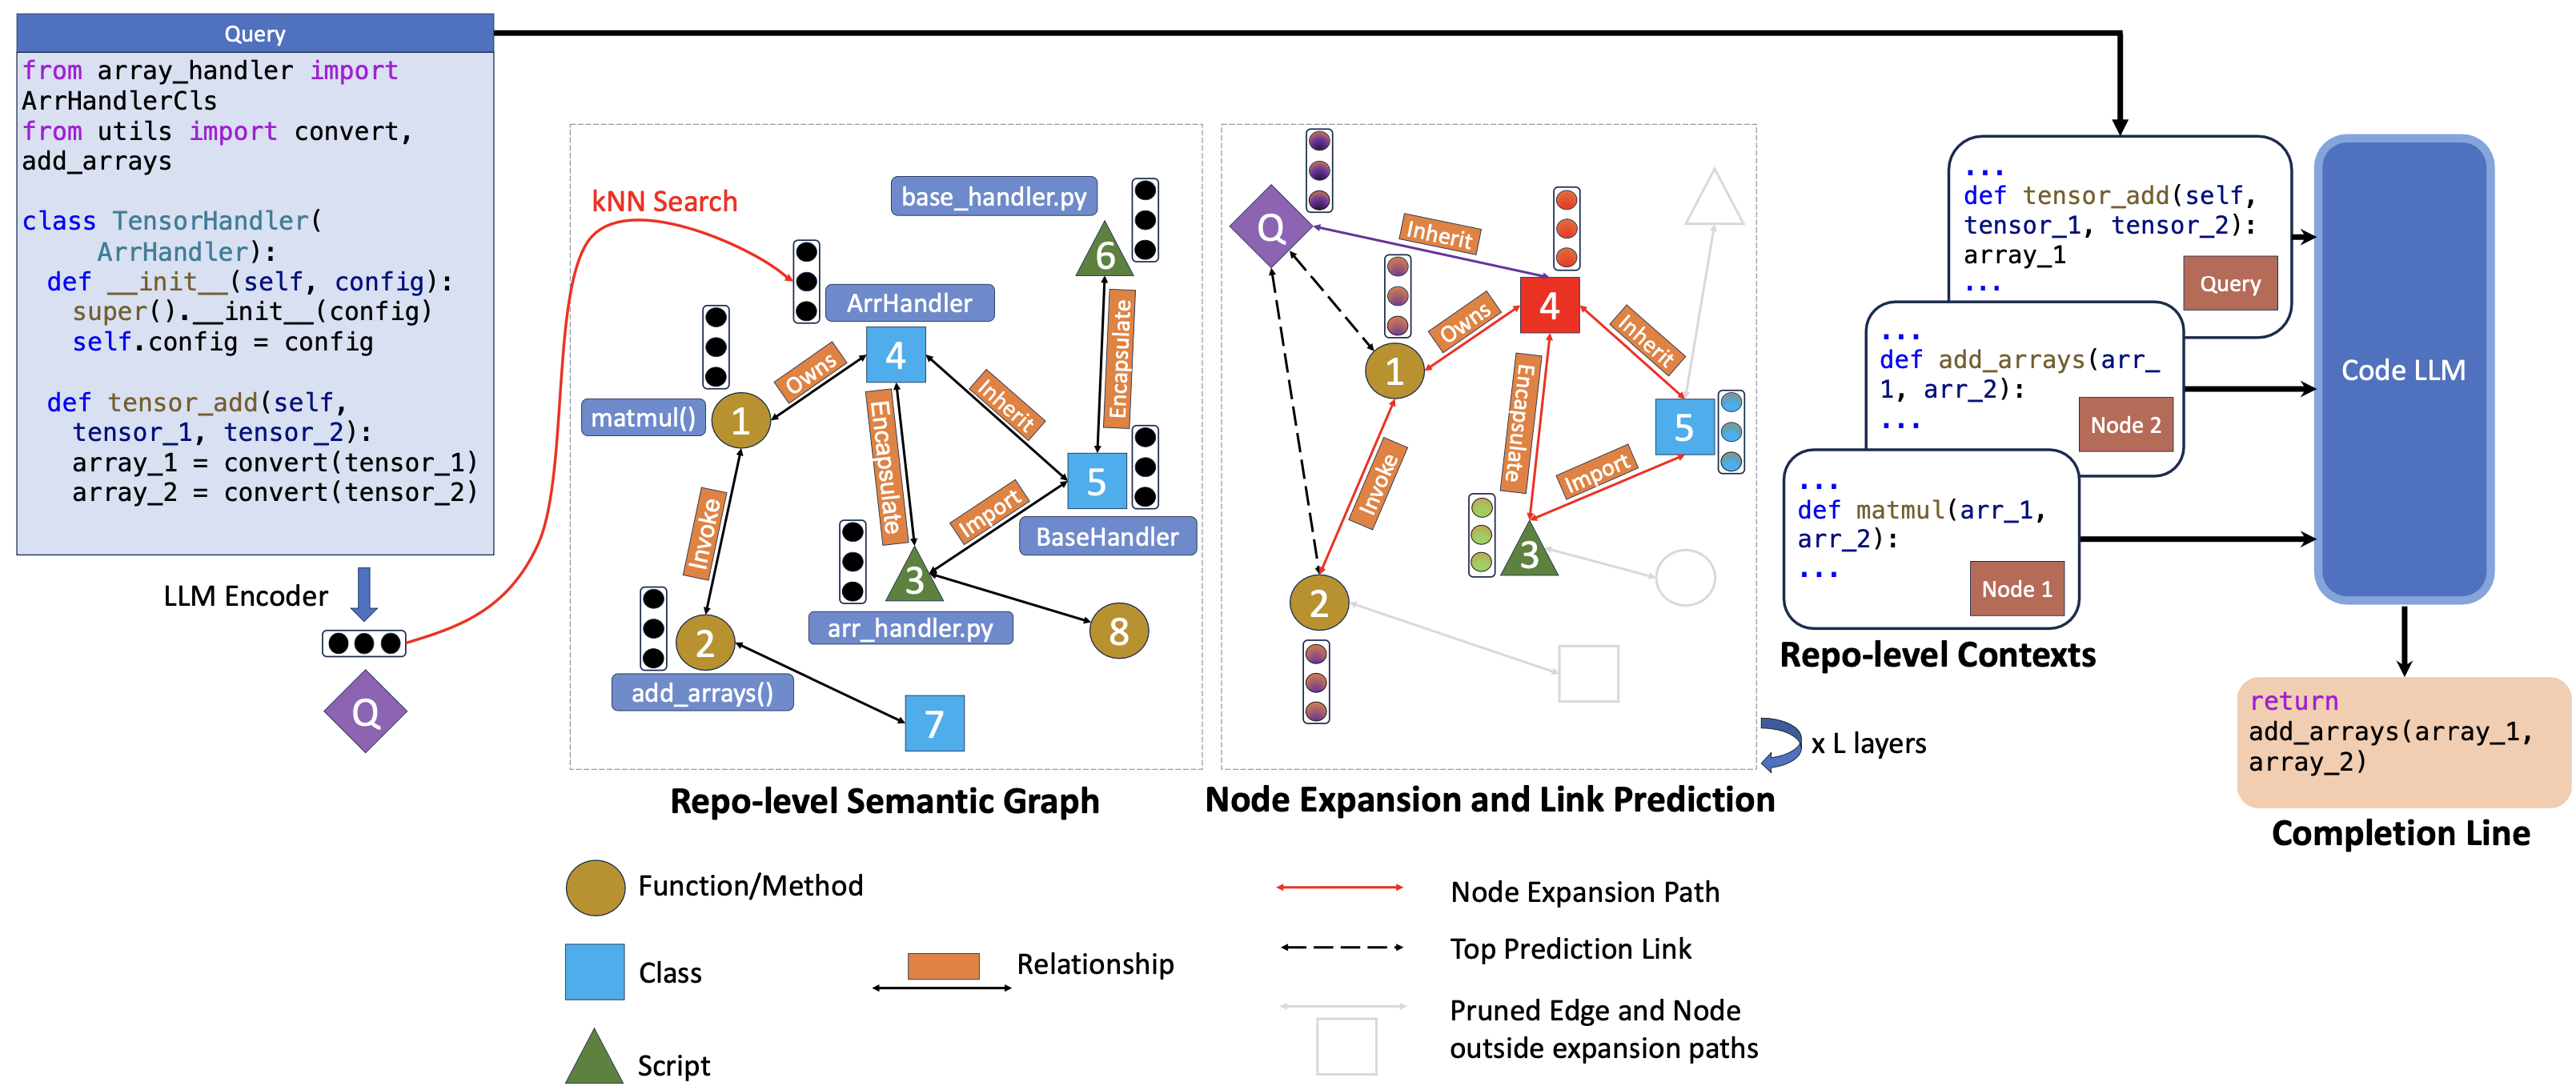 Query
from array_handler import
ArrHandlerCls
from utils import convert,
add_arrays
class TensorHandler(
ArrHandler):
def __init__(self, config):
super().__init__(config)
self.config = config
def tensor_add(self,
tensor_1, tensor_2):
array_1 = convert(tensor_1)
array_2 = convert(tensor_2)
LLM Encoder
Q
kNN Search
base_handler.py
6
ArrHandler
4
Encapsulate
Owns
matmul()
1
Inherit
Encapsulate
5
BaseHandler
Import
Invoke
3
arr_handler.py
8
2
add_arrays()
7
Repo-level Semantic Graph
Q
Inherit
4
Owns
Inherit
1
Encapsulate
5
Import
Invoke
3
2
x L layers
Node Expansion and Link Prediction
...
def tensor_add(self,
tensor_1, tensor_2):
array_1
...
Query
...
def add_arrays(arr_
1, arr_2):
...
Node 2
...
def matmul(arr_1,
arr_2):
...
Node 1
Repo-level Contexts
Code LLM
return
add_arrays(array_1,
array_2)
Completion Line
Function/Method
Class
Script
Relationship
Node Expansion Path
Top Prediction Link
Pruned Edge and Node
outside expansion paths